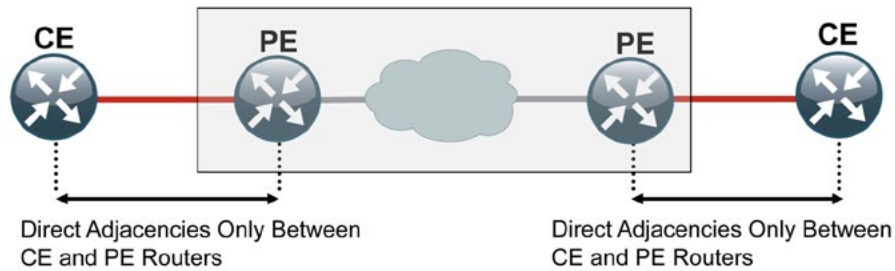 CE
PE
PE
CE
Direct Adjacencies Only Between
CE and PE Routers
Direct Adjacencies Only Between
CE and PE Routers